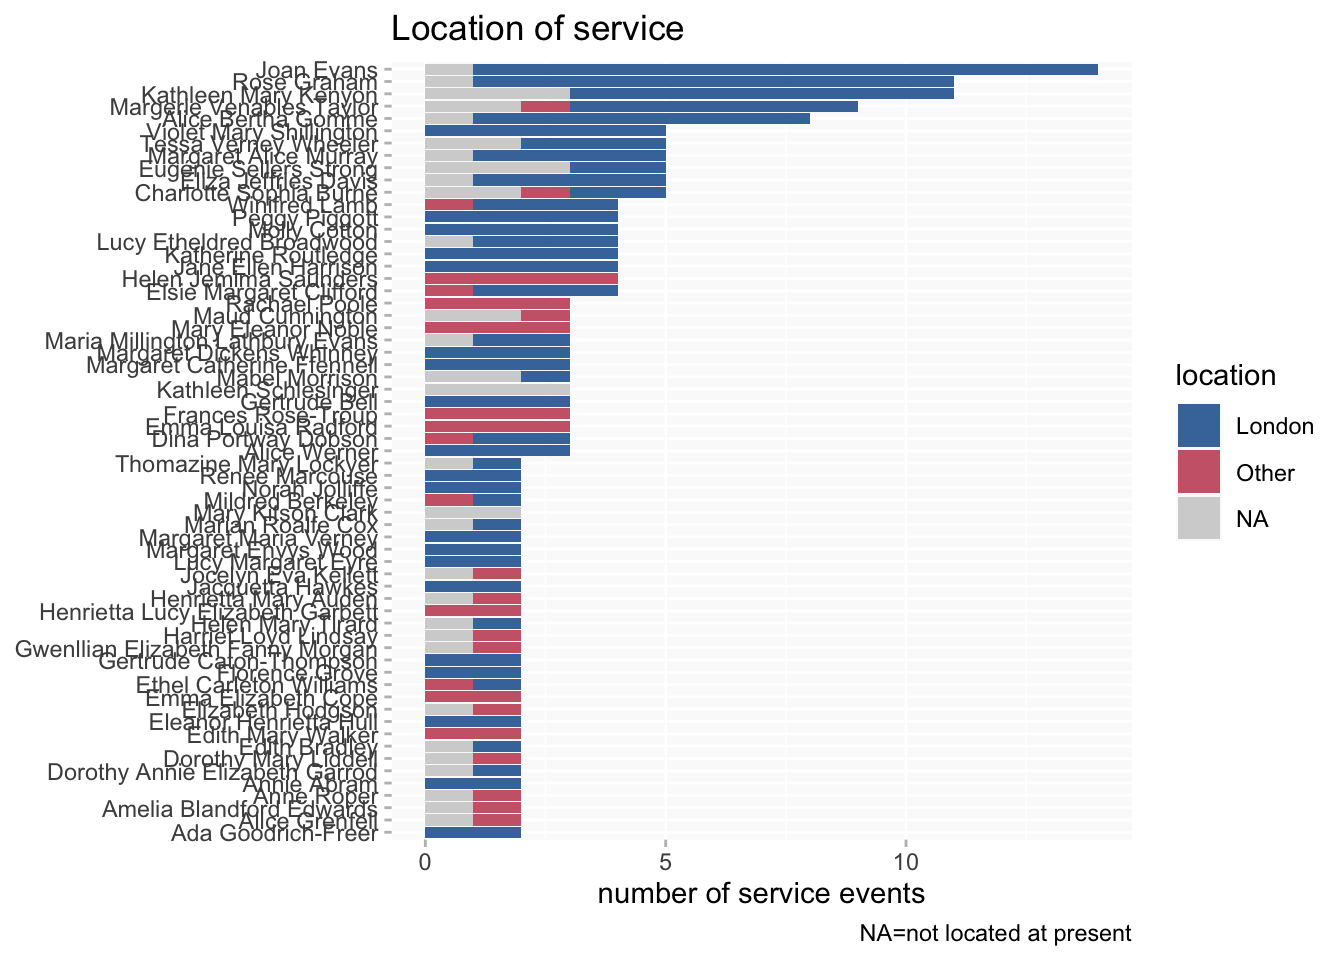 Location of service
Joan Evans
Rose Graham
Kathleen Mary Kenyon
Margerie Venables Taylor
Alice Bertha Gomme
Violet Mary Shillington
Tessa Verney Wheeler
Margaret Alice Murray
Eugenie Sellers Strong
Eliza Jeffries Davis
Charlotte Sophia Burne
Winifred Lamb
Peggy Piggott
Molly Cotton
Lucy Etheldred Broadwood
Katherine Routledge
Jane Ellen Harrison
Helen Jemima Saunders
Elsie Margaret Clifford
Rachael Poole
Maud Cunnington
Mary Eleanor Noble
Maria Millington Lathbury Evans
Margaret Dickens Whinney
Margaret Catherine Ffennell
Mabel Morrison
Kathleen Schlesinger
Gertrude Bell
Frances Rose-Troup
Emma Louisa Radford
Dina Portway Dobson
Alice Werner
Thomazine Mary Lockyer
Renee Marcouse
Norah Jolliffe
Mildred Berkeley
Mary Kitson Clark
Marian Roalfe Cox
Margaret Maria Verney
Margaret Enyys Wood
Lucy Margaret Eyre
Jocelyn Eva Kellett
Jacquetta Hawkes
Henrietta Mary Auden
Henrietta Lucy Elizabeth Garbett
Helen Mary Tirard
Harriet Loyd Lindsay
Gwenllian Elizabeth Fanny Morgan
Gertrude Caton-Thompson
Florence Grove
Ethel Carleton Williams
Emma Elizabeth Cope
Elizabeth Hodgson
Eleanor Henrietta Hull
Edith Mary Walker
Edith Bradley
Dorothy Mary Liddell
Dorothy Annie Elizabeth Garrod
Annie Abram
Anne Roper
Amelia Blandford Edwards
Alice Grenfell
Ada Goodrich-Freer
0 5 10
number of service events
NA=not located at present
location
London
Other
NA